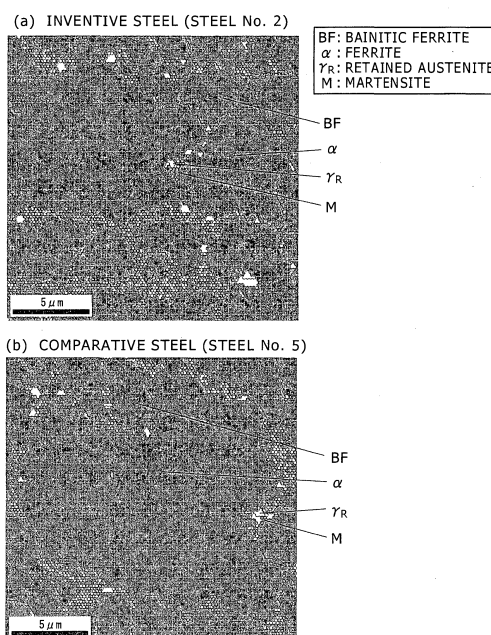 (a) INVENTIVE STEEL (STEEL No. 2)
BF: BAINITIC FERRITE
α : FERRITE
γR: RETAINED AUSTENITE
M: MARTENSITE
BF
α
γR
M
5 μm
(b) COMPARATIVE STEEL (STEEL No. 5)
BF
α
γR
M
5 μm